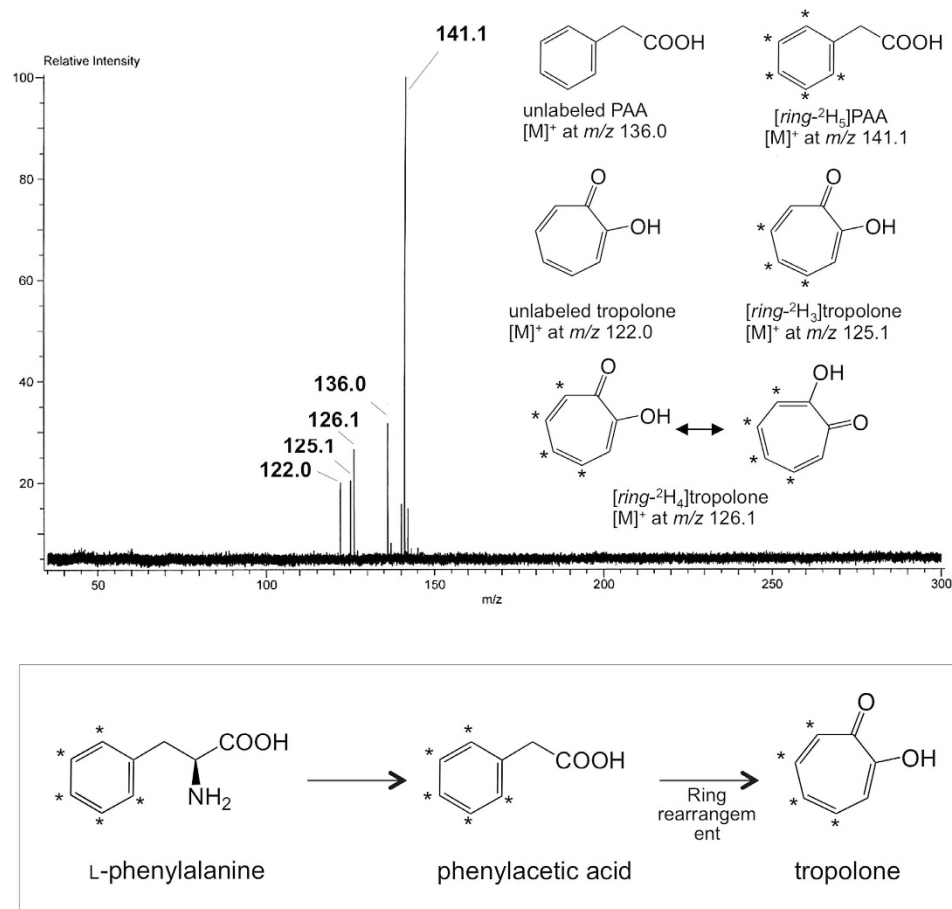 Relative Intensity
100
80
60
40
20
50
100
150
200
250
300
m/z
141.1
136.0
126.1
125.1
122.0
COOH
unlabeled PAA
[M]⁺ at m/z 136.0
* * * * *
COOH
[ring-²H₅]PAA
[M]⁺ at m/z 141.1
O
OH
unlabeled tropolone
[M]⁺ at m/z 122.0
O
OH
* * *
[ring-²H₃]tropolone
[M]⁺ at m/z 125.1
O
OH
* * * *
OH
O
* * * *
[ring-²H₄]tropolone
[M]⁺ at m/z 126.1
* * * * *
COOH
NH₂
L-phenylalanine
* * * * *
COOH
phenylacetic acid
Ring
rearrangem
ent
O
OH
* * * *
tropolone